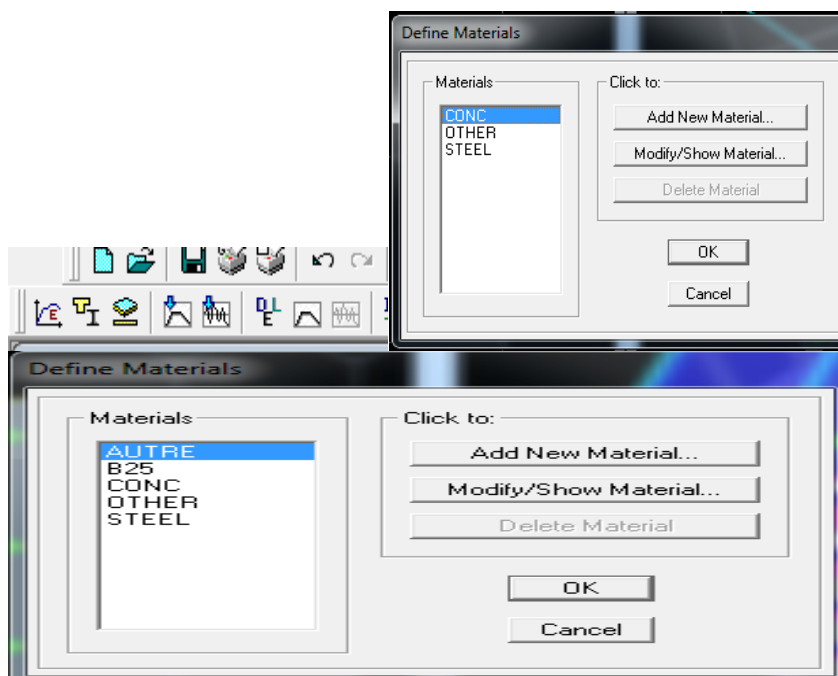 Define Materials
Materials
CONC
OTHER
STEEL
Click to:
Add New Material...
Modify/Show Material...
Delete Material
OK
Cancel
Define Materials
Materials
AUTRE
B25
CONC
OTHER
STEEL
Click to:
Add New Material...
Modify/Show Material...
Delete Material
OK
Cancel